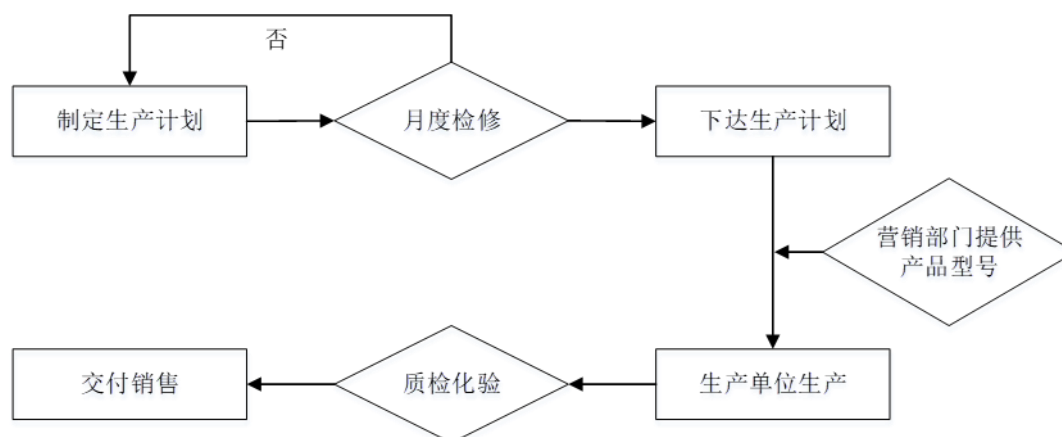 否
制定生产计划
月度检修
下达生产计划
营销部门提供
产品型号
交付销售
质检化验
生产单位生产